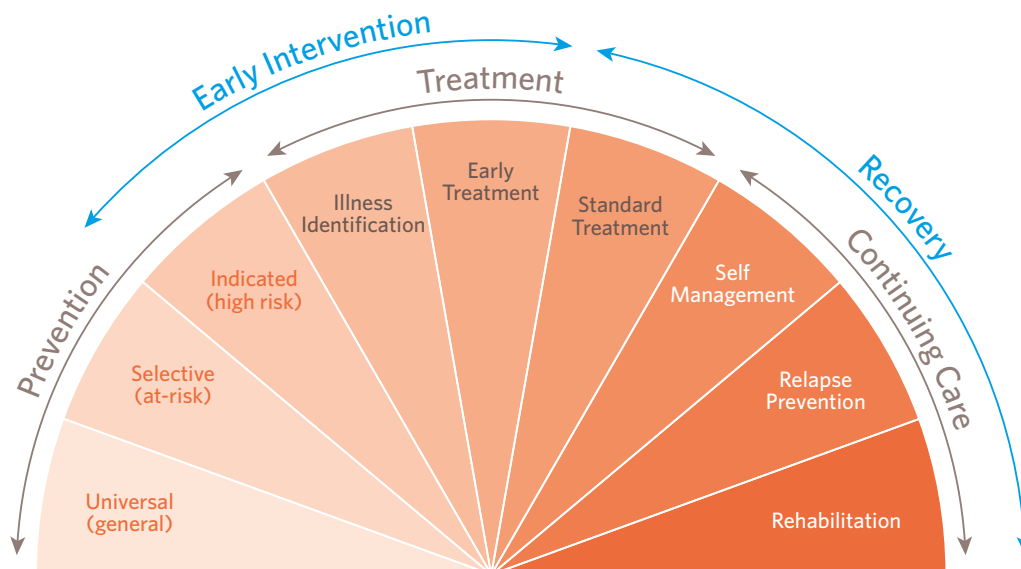 Early Intervention
Treatment
Recovery
Prevention
Continuing Care
Early
Treatment
Illness
Identification
Standard
Treatment
Indicated
(high risk)
Self
Management
Selective
(at-risk)
Relapse
Prevention
Universal
(general)
Rehabilitation